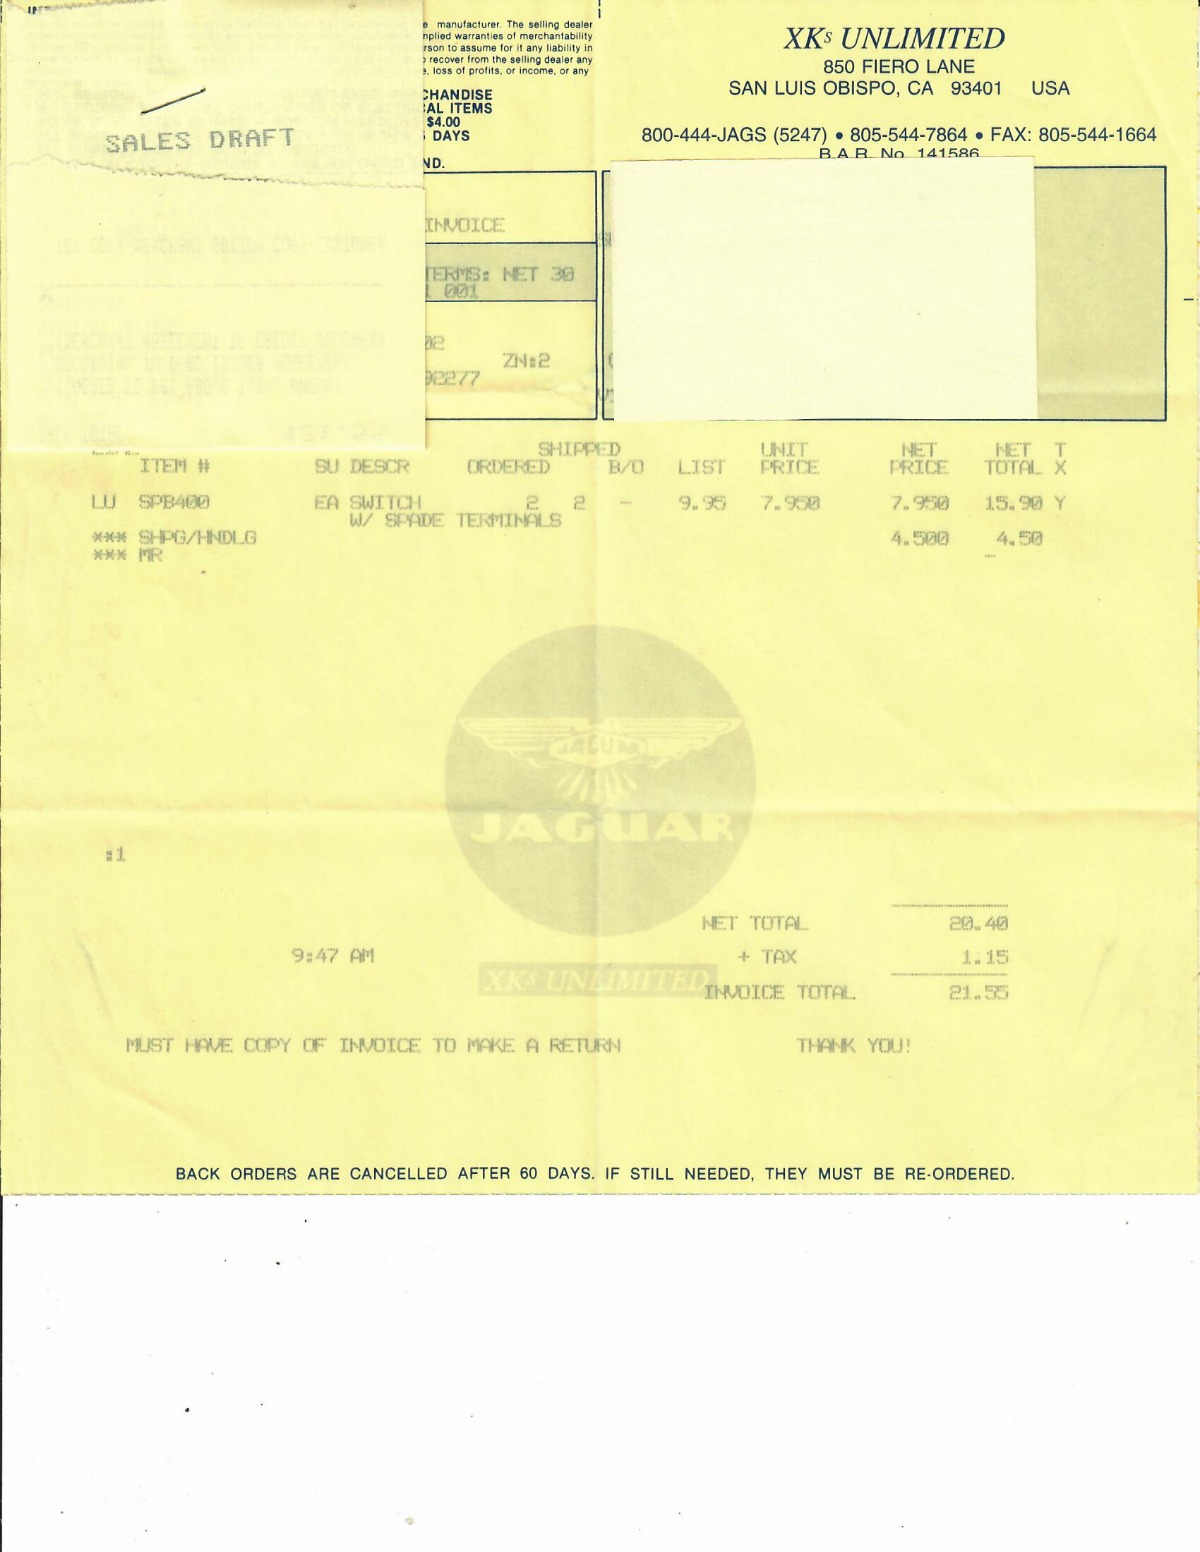 manufacturer. The selling dealer
warranties of merchantability
to assume for it any liability in
recover from the selling dealer any
loss of profits, or income, or any
CHANDISE
AL ITEMS
$4.00
DAYS
ND.
SALES DRAFT
XKs UNLIMITED
850 FIERO LANE
SAN LUIS OBISPO, CA 93401 USA
800-444-JAGS (5247) • 805-544-7864 • FAX: 805-544-1664
B.A.R. No. 141586
INVOICE
TERMS: NET 30
001
ZN:2
92277
SHIPPED UNIT NET NET T
ITEM # SU DESCR ORDERED B/O LIST PRICE PRICE TOTAL X
LU SPB400 EA SWITCH 2 2 - 9.95 7.950 7.950 15.90 Y
W/ SPADE TERMINALS
*** SHPG/HNDLG 4.500 4.50
*** MR
JAGUAR
:1
NET TOTAL 20.40
9:47 AM + TAX 1.15
XKs UNLIMITED
INVOICE TOTAL 21.55
MUST HAVE COPY OF INVOICE TO MAKE A RETURN THANK YOU!
BACK ORDERS ARE CANCELLED AFTER 60 DAYS. IF STILL NEEDED, THEY MUST BE RE-ORDERED.